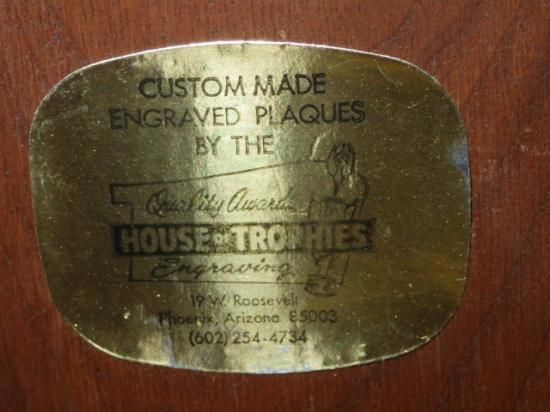 CUSTOM MADE
ENGRAVED PLAQUES
BY THE
Quality Awards
HOUSE OF TROPHIES
Engraving
19 W. Roosevelt
Phoenix, Arizona 85003
(602) 254-4734